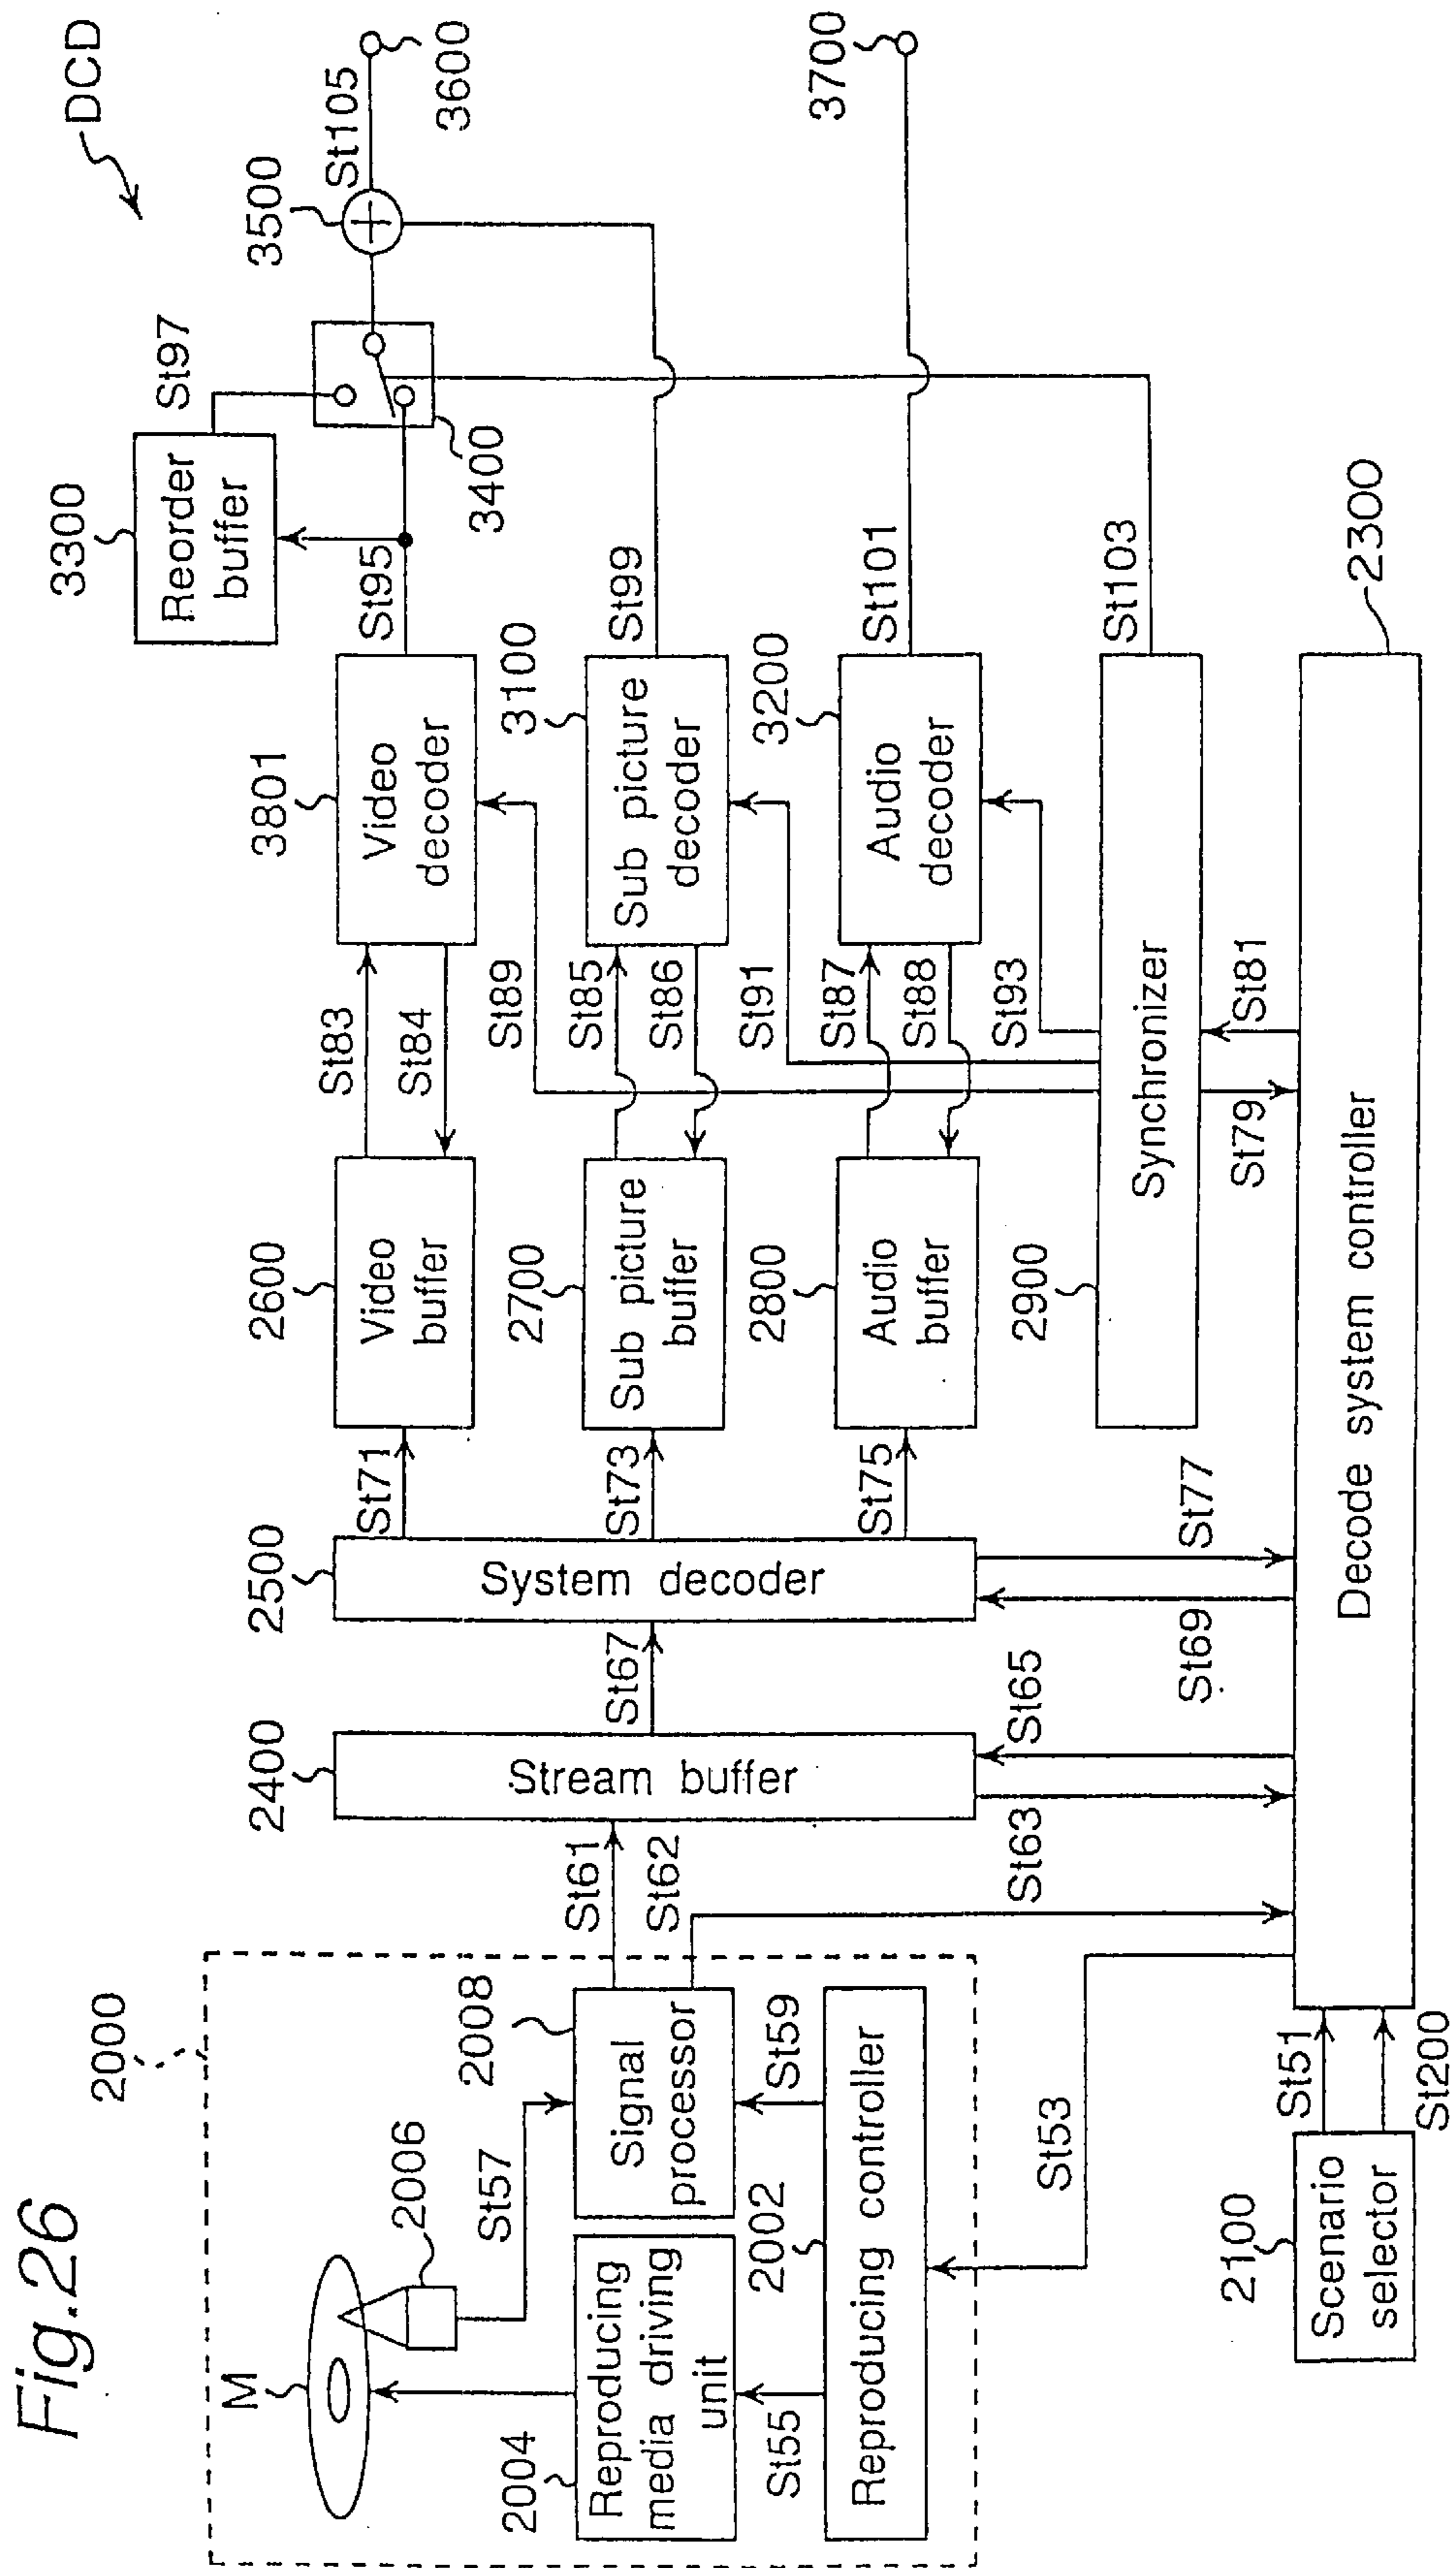 Fig.26
DCD
2000
M
2006
St57
2004
Reproducing
media driving
unit
2008
Signal
processor
St55
St59
2002
Reproducing controller
St53
2100
Scenario
selector
St51
St200
St61
St62
2400
Stream buffer
St63
St65
St67
2500
System decoder
St69
St77
St71
St73
St75
2600
Video
buffer
2700
Sub picture
buffer
2800
Audio
buffer
2900
Synchronizer
St79
St81
2300
Decode system controller
St83
St84
St89
St85
St86
St91
St87
St88
St93
3801
Video
decoder
3100
Sub picture
decoder
3200
Audio
decoder
St95
St99
St101
St103
3300
Reorder
buffer
St97
3400
3500
St105
3600
3700